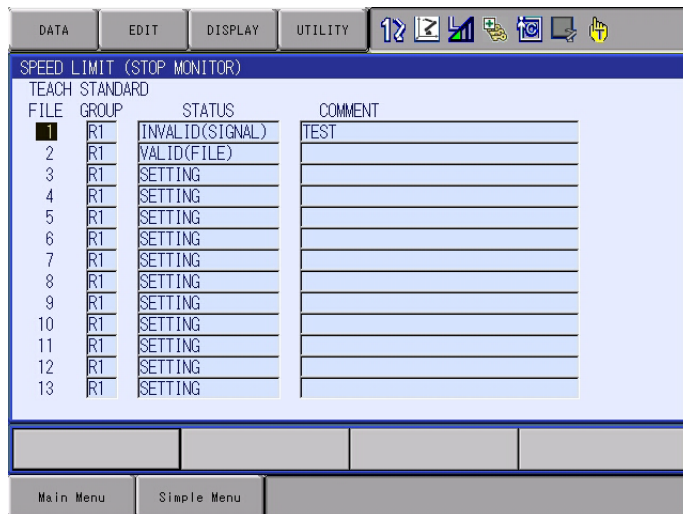 DATA EDIT DISPLAY UTILITY
SPEED LIMIT (STOP MONITOR)
TEACH STANDARD
FILE GROUP STATUS COMMENT
1 R1 INVALID(SIGNAL) TEST
2 R1 VALID(FILE)
3 R1 SETTING
4 R1 SETTING
5 R1 SETTING
6 R1 SETTING
7 R1 SETTING
8 R1 SETTING
9 R1 SETTING
10 R1 SETTING
11 R1 SETTING
12 R1 SETTING
13 R1 SETTING
Main Menu Simple Menu